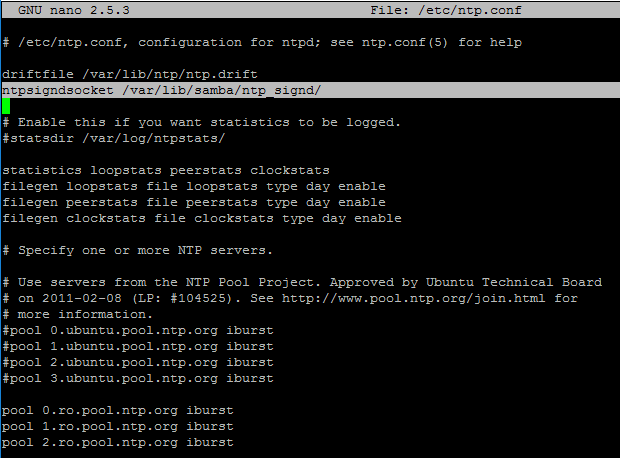 GNU nano 2.5.3 File: /etc/ntp.conf
# /etc/ntp.conf, configuration for ntpd; see ntp.conf(5) for help
driftfile /var/lib/ntp/ntp.drift
ntpsigndsocket /var/lib/samba/ntp_signd/
# Enable this if you want statistics to be logged.
#statsdir /var/log/ntpstats/
statistics loopstats peerstats clockstats
filegen loopstats file loopstats type day enable
filegen peerstats file peerstats type day enable
filegen clockstats file clockstats type day enable
# Specify one or more NTP servers.
# Use servers from the NTP Pool Project. Approved by Ubuntu Technical Board
# on 2011-02-08 (LP: #104525). See http://www.pool.ntp.org/join.html for
# more information.
#pool 0.ubuntu.pool.ntp.org iburst
#pool 1.ubuntu.pool.ntp.org iburst
#pool 2.ubuntu.pool.ntp.org iburst
#pool 3.ubuntu.pool.ntp.org iburst
pool 0.ro.pool.ntp.org iburst
pool 1.ro.pool.ntp.org iburst
pool 2.ro.pool.ntp.org iburst